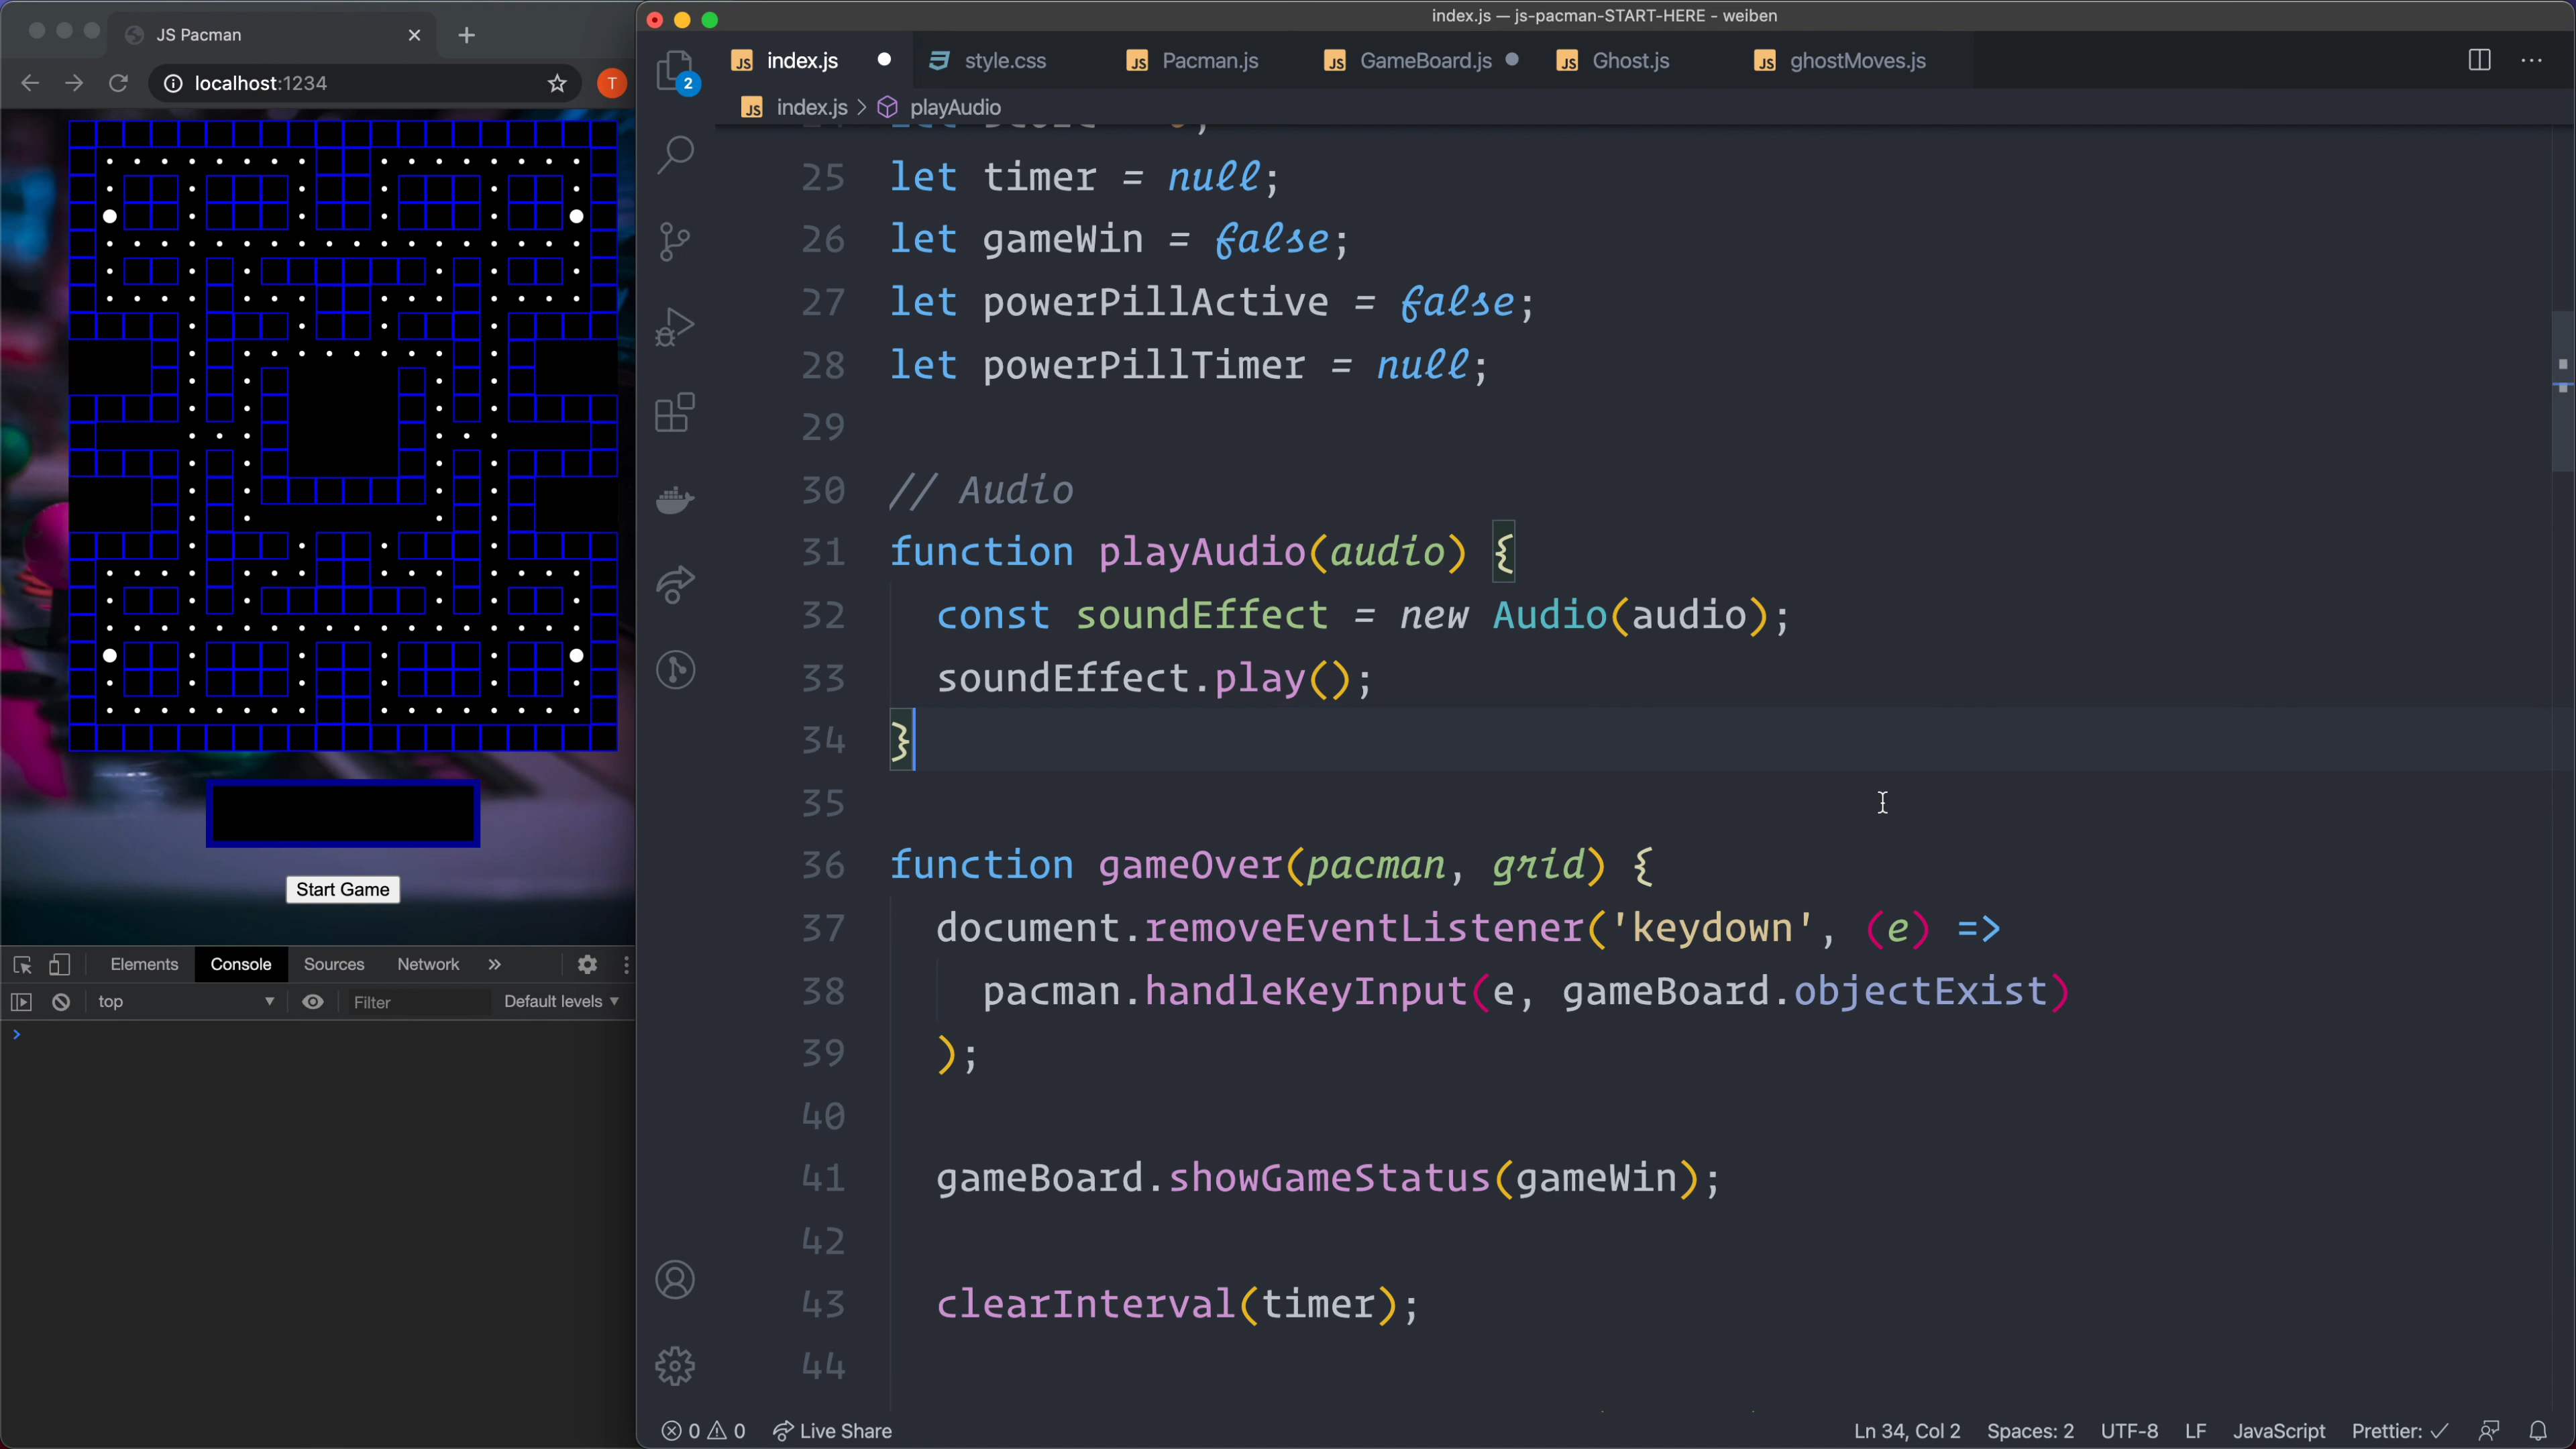 JS Pacman
localhost:1234
T
Start Game
Elements Console Sources Network »
top Filter Default levels
index.js — js-pacman-START-HERE - weiben
JS index.js style.css JS Pacman.js JS GameBoard.js JS Ghost.js JS ghostMoves.js
JS index.js > playAudio
2
25 let timer = null;
26 let gameWin = false;
27 let powerPillActive = false;
28 let powerPillTimer = null;
29
30 // Audio
31 function playAudio(audio) {
32 const soundEffect = new Audio(audio);
33 soundEffect.play();
34 }
35
36 function gameOver(pacman, grid) {
37 document.removeEventListener('keydown', (e) =>
38 pacman.handleKeyInput(e, gameBoard.objectExist)
39 );
40
41 gameBoard.showGameStatus(gameWin);
42
43 clearInterval(timer);
44
0 0 Live Share Ln 34, Col 2 Spaces: 2 UTF-8 LF JavaScript Prettier: ✓